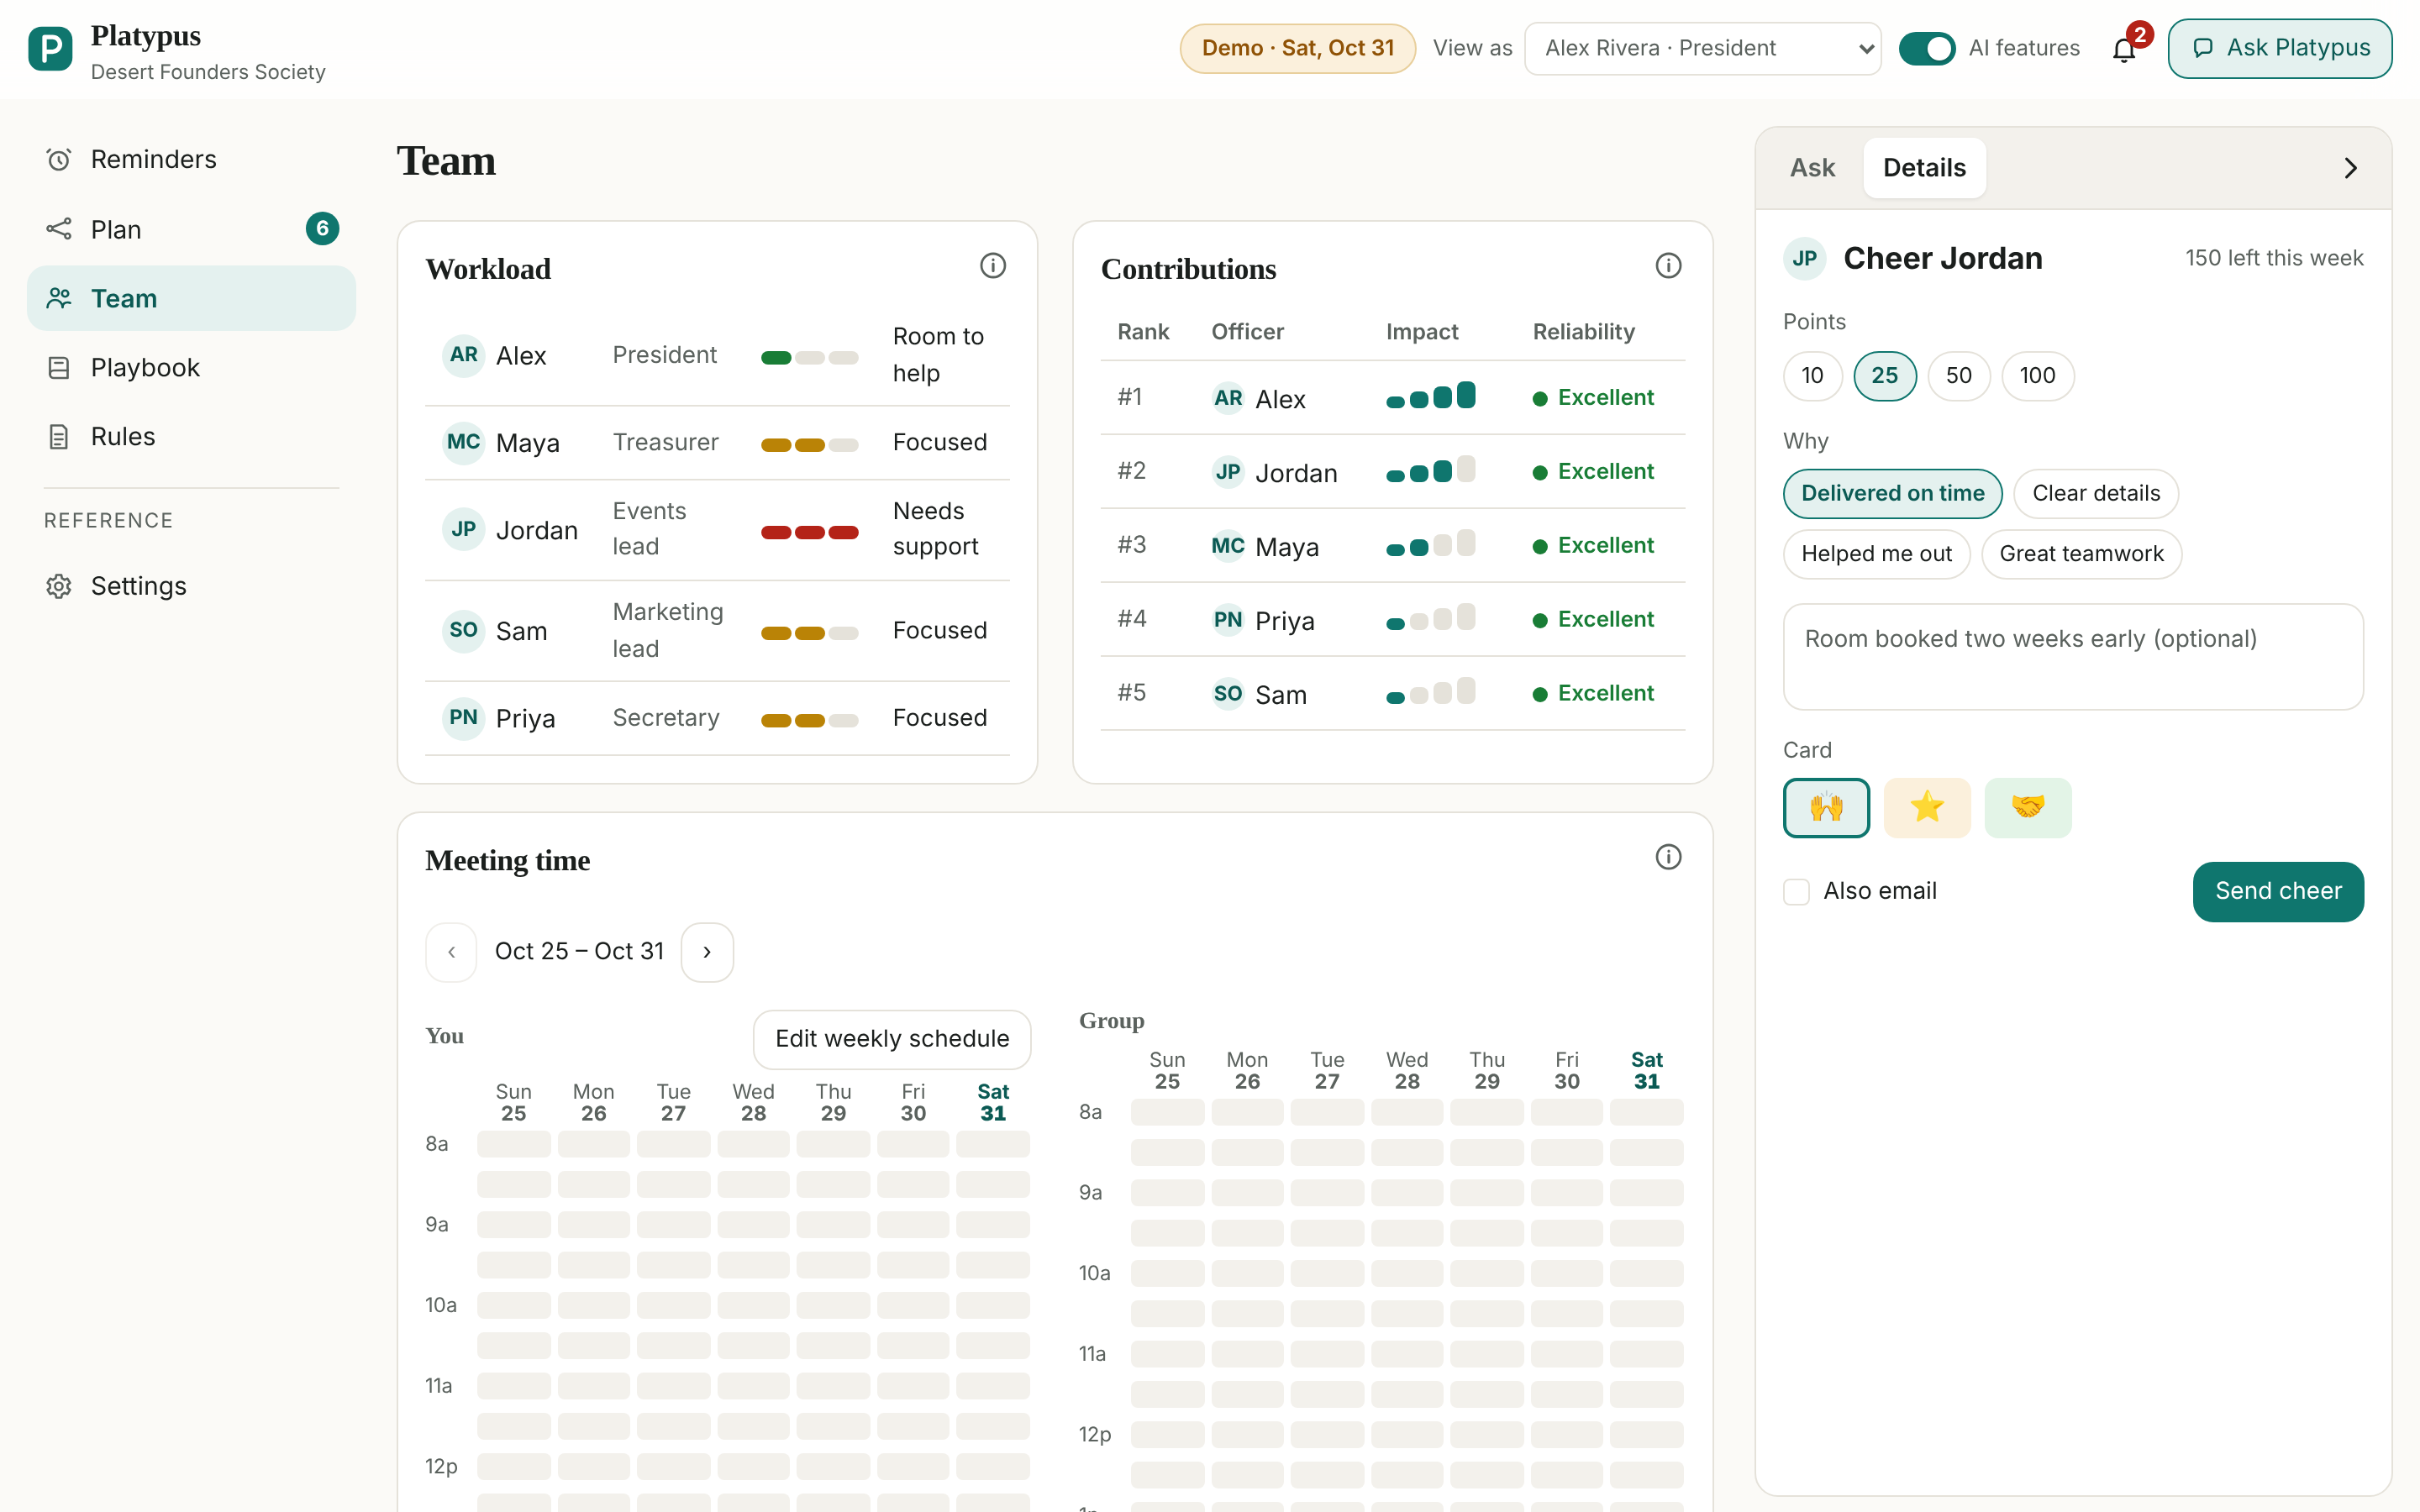 Platypus
Desert Founders Society
Demo · Sat, Oct 31
View as
Alex Rivera · President
AI features
2
Ask Platypus
Reminders
Plan
6
Team
Playbook
Rules
REFERENCE
Settings
Team
Workload
AR Alex President Room to help
MC Maya Treasurer Focused
JP Jordan Events lead Needs support
SO Sam Marketing lead Focused
PN Priya Secretary Focused
Contributions
Rank Officer Impact Reliability
#1 AR Alex Excellent
#2 JP Jordan Excellent
#3 MC Maya Excellent
#4 PN Priya Excellent
#5 SO Sam Excellent
Meeting time
‹ Oct 25 – Oct 31 ›
You
Edit weekly schedule
Sun Mon Tue Wed Thu Fri Sat
25 26 27 28 29 30 31
8a
9a
10a
11a
12p
Group
Sun Mon Tue Wed Thu Fri Sat
25 26 27 28 29 30 31
8a
9a
10a
11a
12p
Ask
Details
JP Cheer Jordan
150 left this week
Points
10 25 50 100
Why
Delivered on time
Clear details
Helped me out
Great teamwork
Room booked two weeks early (optional)
Card
Also email
Send cheer